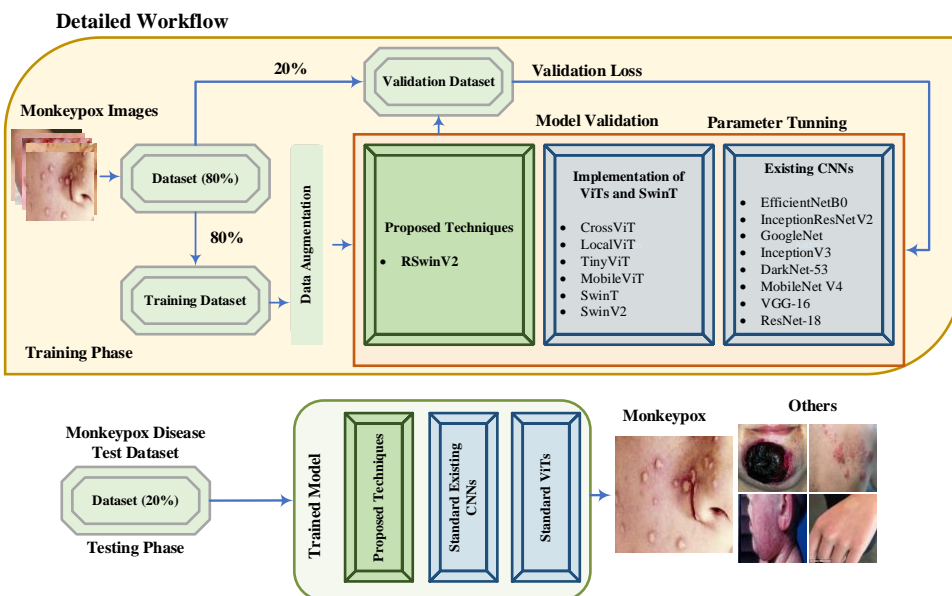 Detailed Workflow
20%
Validation Dataset
Validation Loss
Monkeypox Images
Model Validation
Parameter Tunning
Dataset (80%)
80%
Training Dataset
Data Augmentation
Proposed Techniques
• RSwinV2
Implementation of
ViTs and SwinT
• CrossViT
• LocalViT
• TinyViT
• MobileViT
• SwinT
• SwinV2
Existing CNNs
• EfficientNetB0
• InceptionResNetV2
• GoogleNet
• InceptionV3
• DarkNet-53
• MobileNet V4
• VGG-16
• ResNet-18
Training Phase
Monkeypox Disease
Test Dataset
Dataset (20%)
Testing Phase
Trained Model
Proposed Techniques
Standard Existing
CNNs
Standard ViTs
Monkeypox
Others